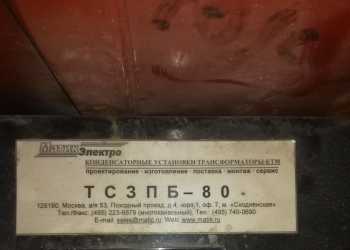 МатикЭлектро
КОНДЕНСАТОРНЫЕ УСТАНОВКИ·ТРАНСФОРМАТОРЫ·КТМ
проектирование · изготовление · поставка · монтаж · сервис
ТСЗПБ-80
125190, Москва, а/я 53, Походный проезд, д.4, корп.1, оф. 7, м. «Сходненская»
Тел./Факс: (495) 223-6679 (многоканальный), Тел. (495) 740-0690
E-mail: sales@matic.ru Web: www.matik.ru